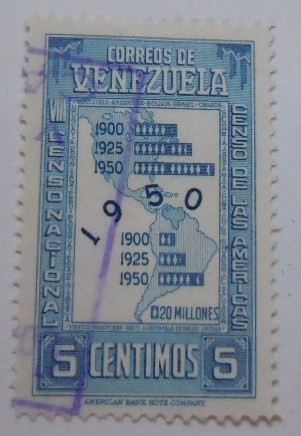 CORREOS DE
VENEZUELA
VIII CENSO NACIONAL
CENSO DE LAS AMERICAS
1900
1925
1950
1950
1900
1925
1950
20 MILLONES
5 CENTIMOS 5
AMERICAN BANK NOTE COMPANY.